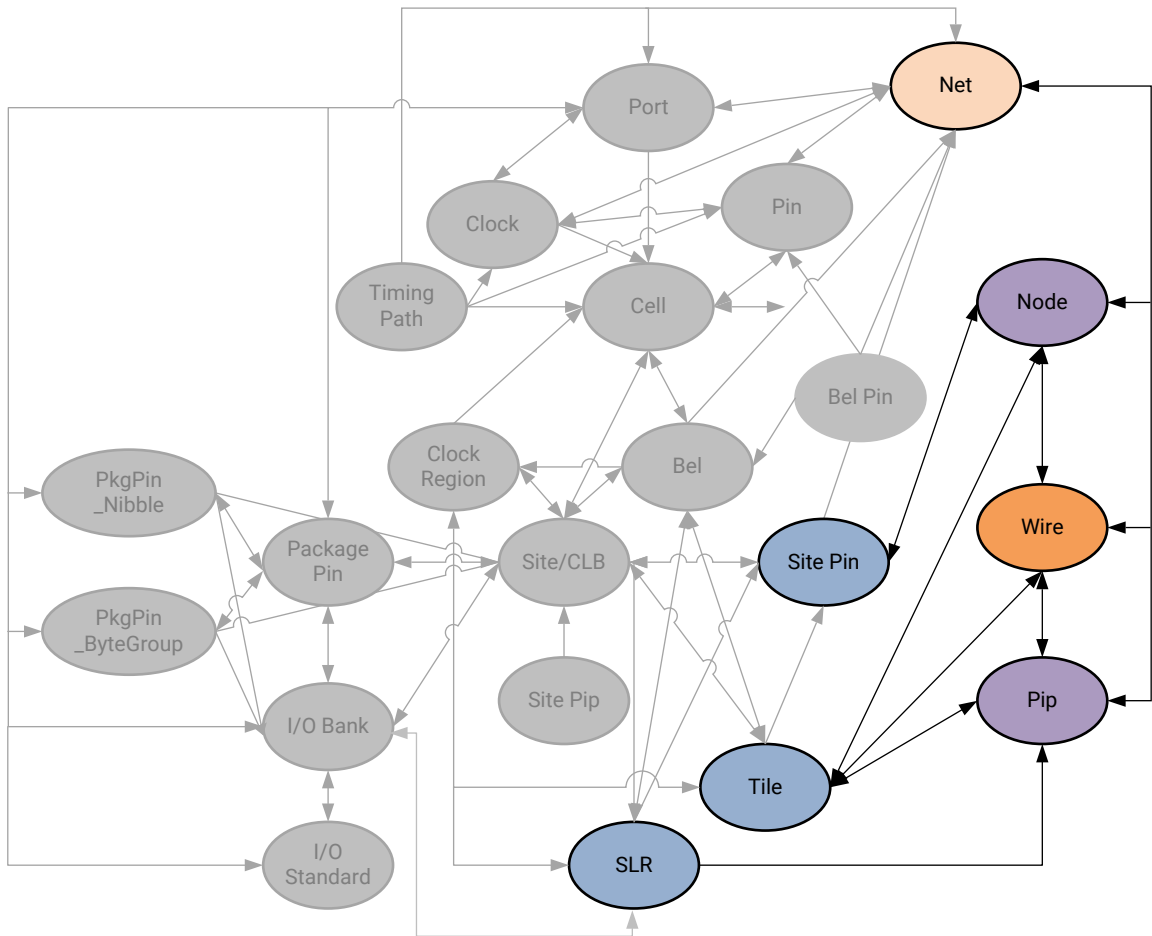 Net
Port
Pin
Clock
Node
Timing
Path
Cell
Bel Pin
Clock
Region
Bel
PkgPin
_Nibble
Wire
Package
Pin
Site/CLB
Site Pin
PkgPin
_ByteGroup
Site Pip
Pip
I/O Bank
Tile
I/O
Standard
SLR